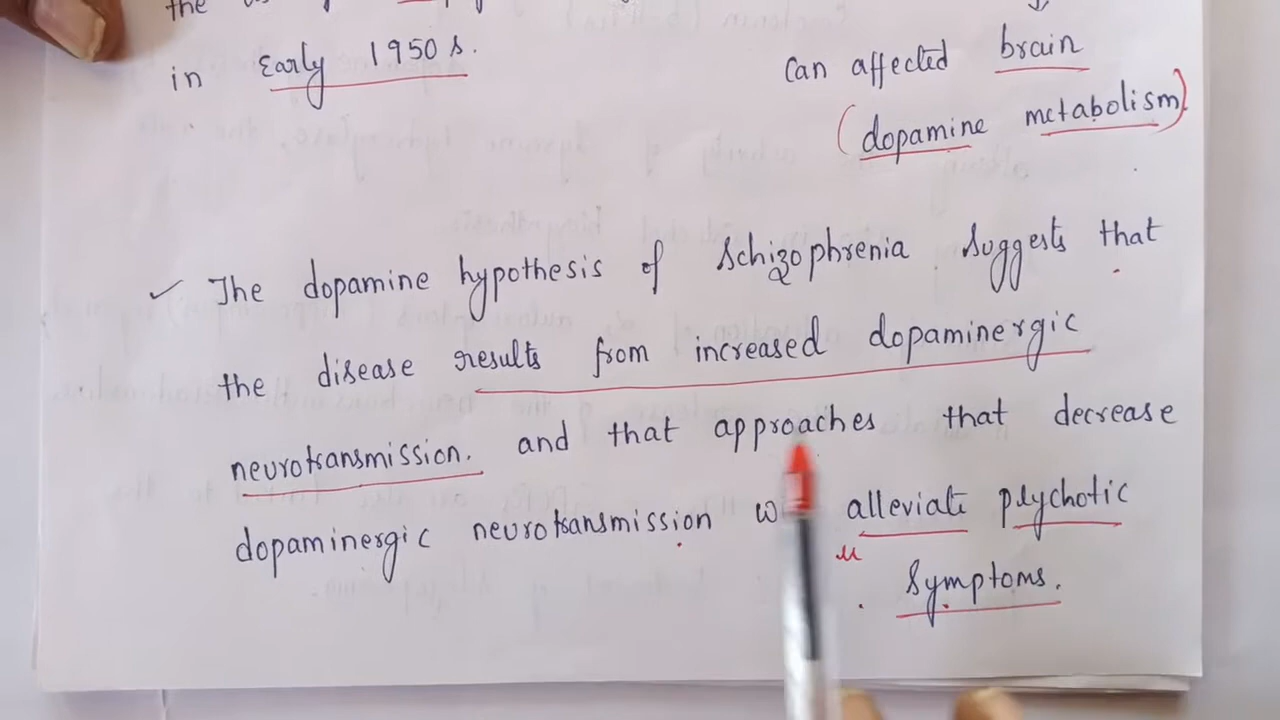 the
in Early 1950s.
Can affected brain
(dopamine metabolism)
✓ The dopamine hypothesis of Schizophrenia suggests that
the disease results from increased dopaminergic
neurotransmission. and that approaches that decrease
dopaminergic neurotransmission alleviate psychotic
symptoms.